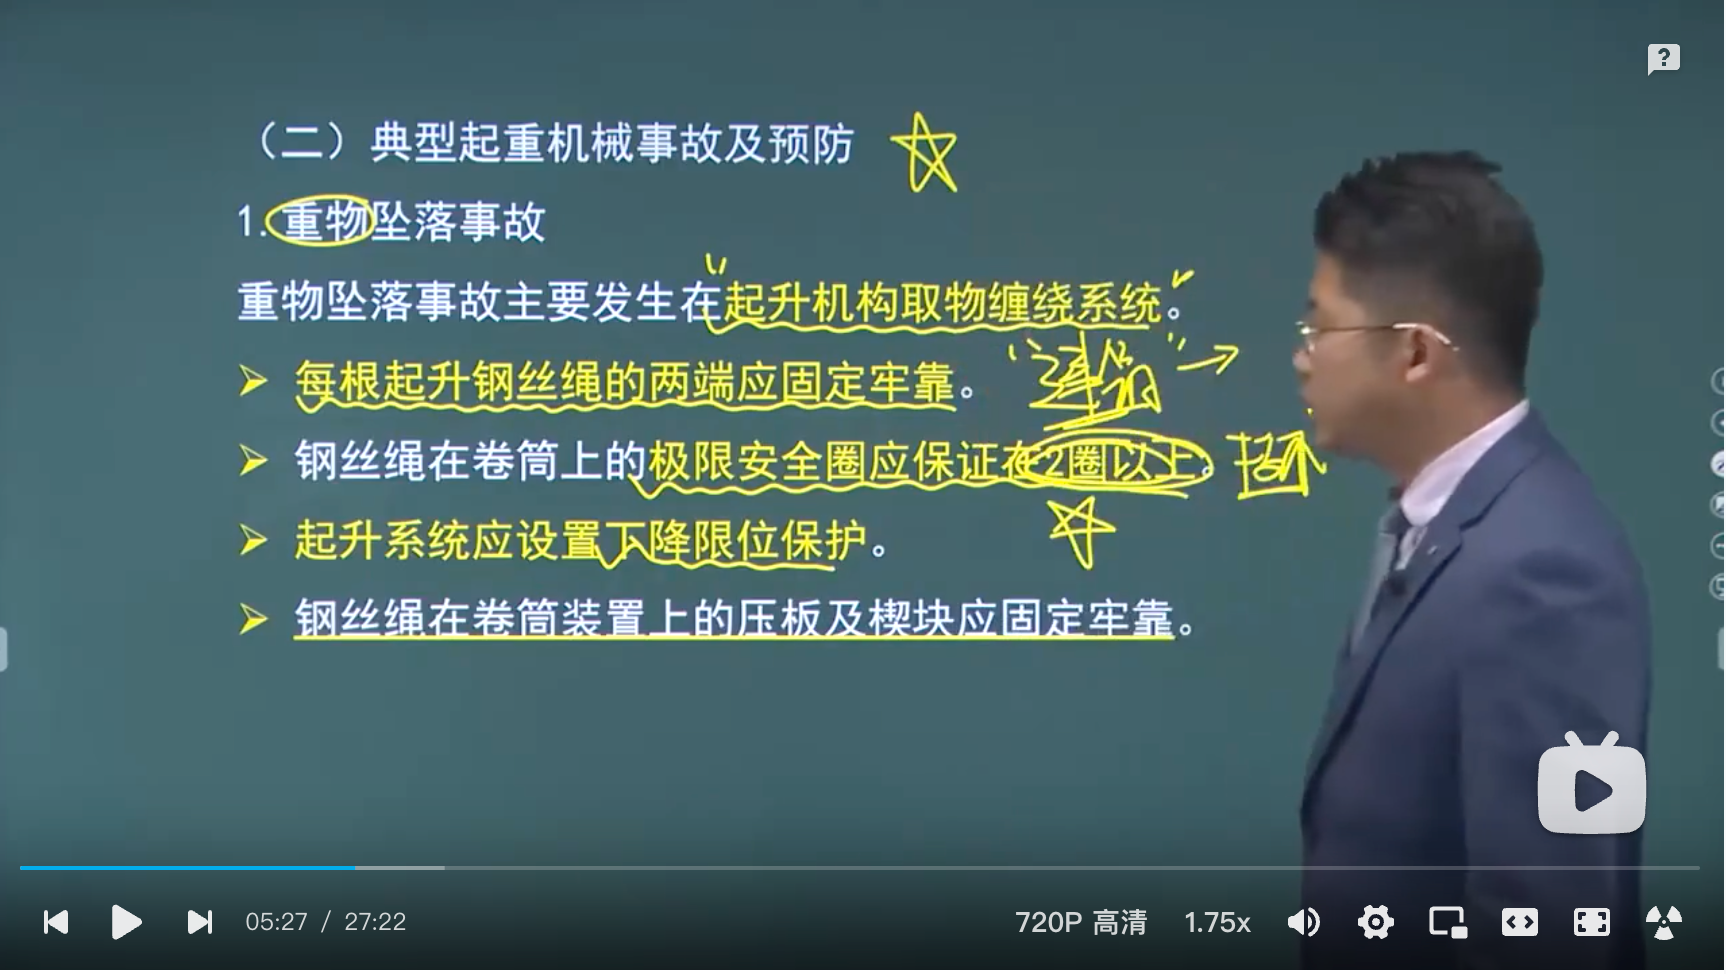 （二）典型起重机械事故及预防
1.重物坠落事故
重物坠落事故主要发生在起升机构取物缠绕系统。
➢ 每根起升钢丝绳的两端应固定牢靠。
"建筑" →
➢ 钢丝绳在卷筒上的极限安全圈应保证在2圈以上。
➢ 起升系统应设置下降限位保护。
➢ 钢丝绳在卷筒装置上的压板及楔块应固定牢靠。
05:27 / 27:22
720P 高清
1.75x